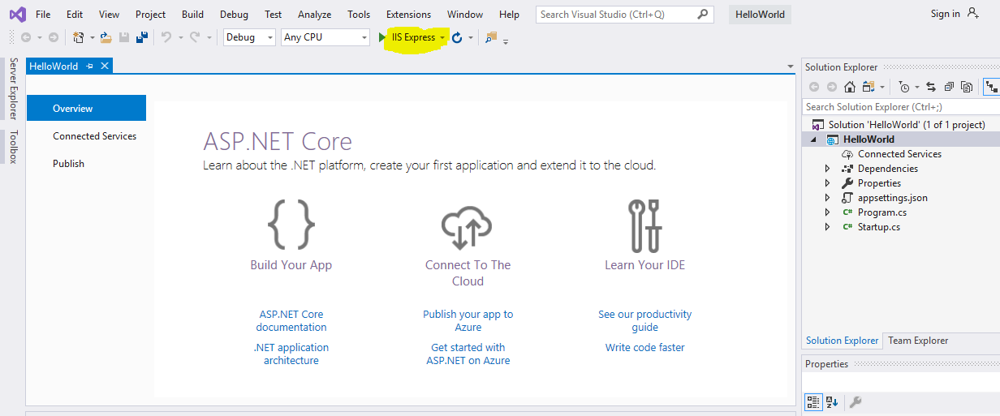 File Edit View Project Build Debug Test Analyze Tools Extensions Window Help Search Visual Studio (Ctrl+Q) HelloWorld Sign in
Debug Any CPU IIS Express
Server Explorer
Toolbox
HelloWorld
Overview
Connected Services
Publish
ASP.NET Core
Learn about the .NET platform, create your first application and extend it to the cloud.
{ }
Build Your App
ASP.NET Core
documentation
.NET application
architecture
Connect To The
Cloud
Publish your app to
Azure
Get started with
ASP.NET on Azure
Learn Your IDE
See our productivity
guide
Write code faster
Solution Explorer
Search Solution Explorer (Ctrl+;)
Solution 'HelloWorld' (1 of 1 project)
HelloWorld
Connected Services
Dependencies
Properties
appsettings.json
C# Program.cs
C# Startup.cs
Solution Explorer Team Explorer
Properties